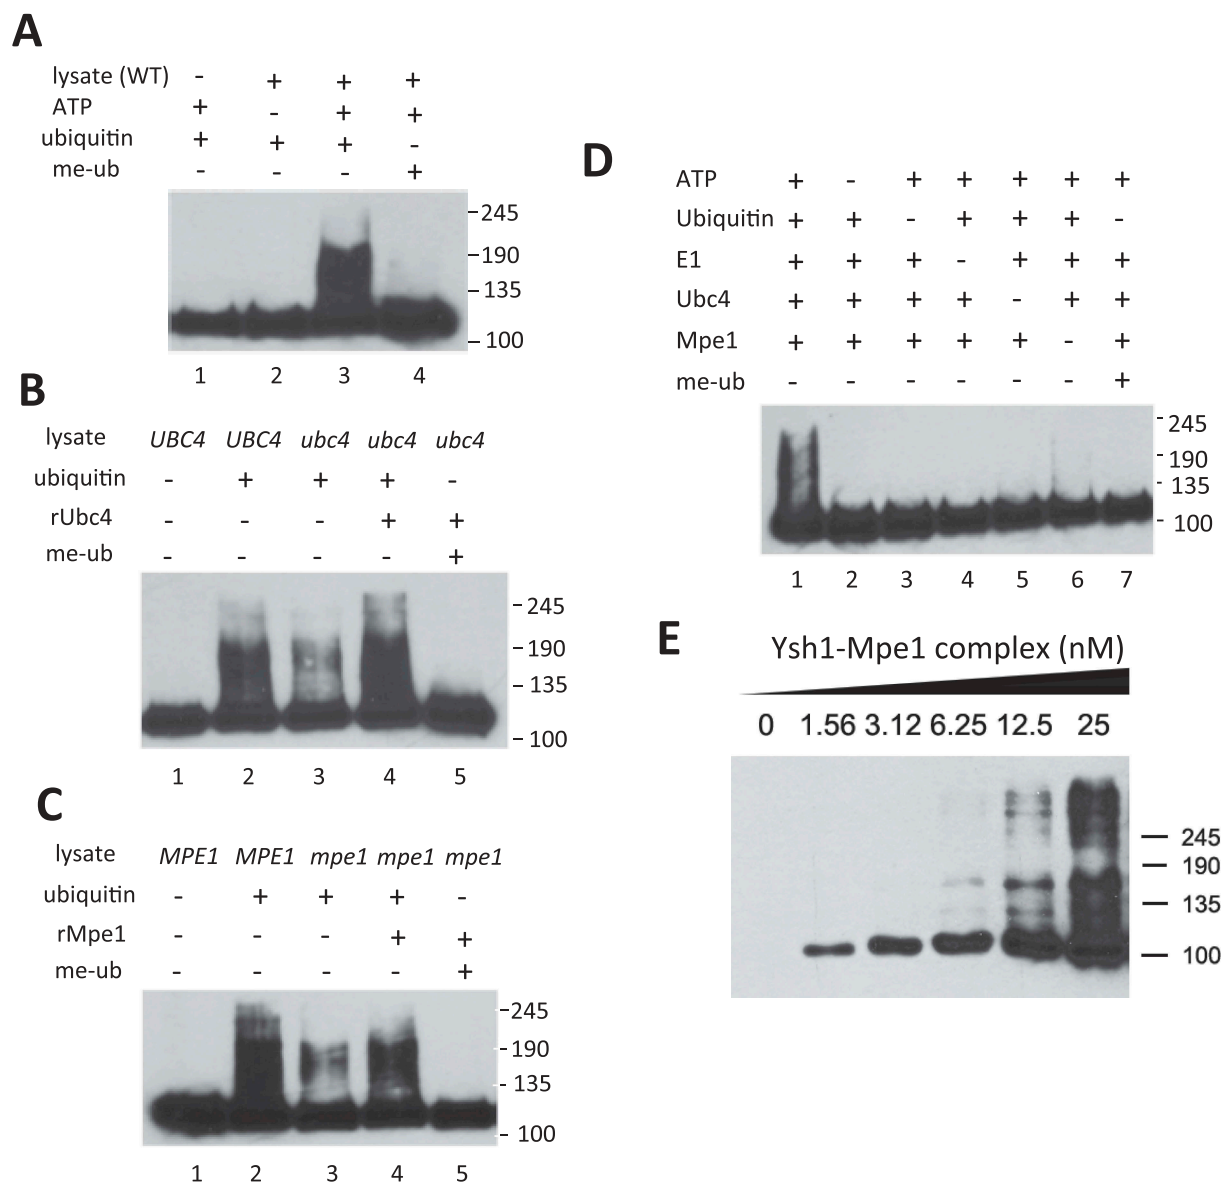 A
lysate (WT) - + + +
ATP + - + +
ubiquitin + + + -
me-ub - - - +
245
190
135
100
1 2 3 4
B
lysate UBC4 UBC4 ubc4 ubc4 ubc4
ubiquitin - + + + -
rUbc4 - - - + +
me-ub - - - - +
245
190
135
100
1 2 3 4 5
C
lysate MPE1 MPE1 mpe1 mpe1 mpe1
ubiquitin - + + + -
rMpe1 - - - + +
me-ub - - - - +
245
190
135
100
1 2 3 4 5
D
ATP + - + + + + +
Ubiquitin + + - + + + -
E1 + + + - + + +
Ubc4 + + + + - + +
Mpe1 + + + + + - +
me-ub - - - - - - +
245
190
135
100
1 2 3 4 5 6 7
E
Ysh1-Mpe1 complex (nM)
0 1.56 3.12 6.25 12.5 25
245
190
135
100